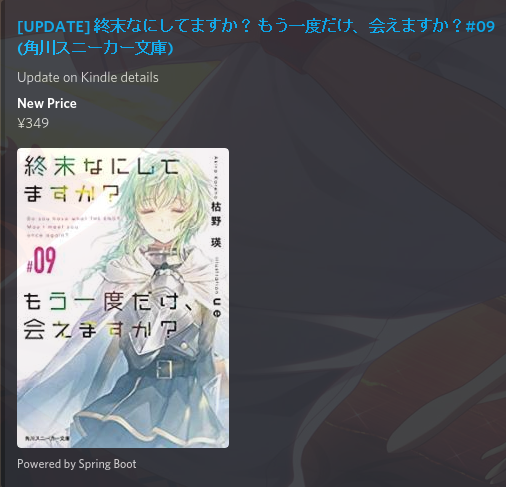 [UPDATE] 終末なにしてますか? もう一度だけ、会えますか?#09
(角川スニーカー文庫)
Update on Kindle details
New Price
¥349
終末なにして
ますか?
Do you have what THE END?
May I meet you
once again?
#09
もう一度だけ、
会えますか?
Akira Kareno
枯野 瑛
illustration
ue
角川スニーカー文庫
Powered by Spring Boot